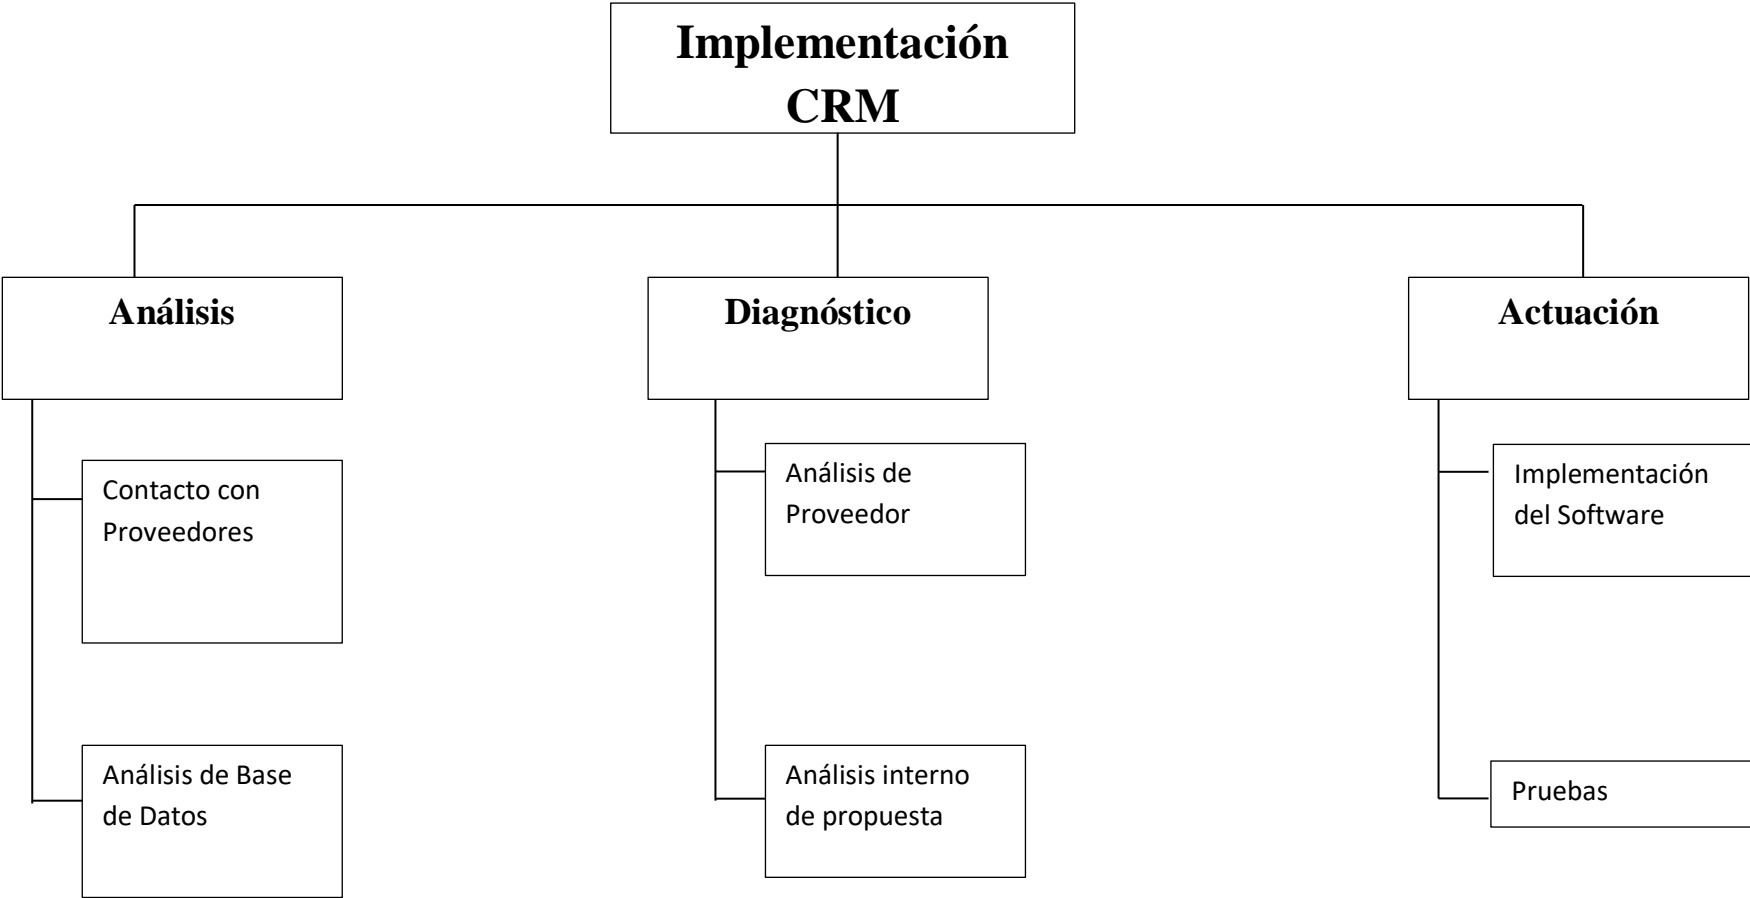 Implementación
CRM
Análisis
Diagnóstico
Actuación
Contacto con
Proveedores
Análisis de Base
de Datos
Análisis de
Proveedor
Análisis interno
de propuesta
Implementación
del Software
Pruebas